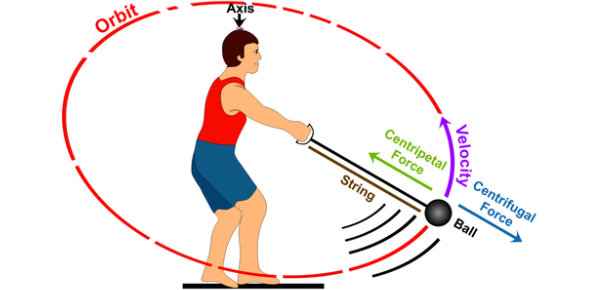 Orbit
Axis
Centripetal
Force
Velocity
Centrifugal
Force
String
Ball